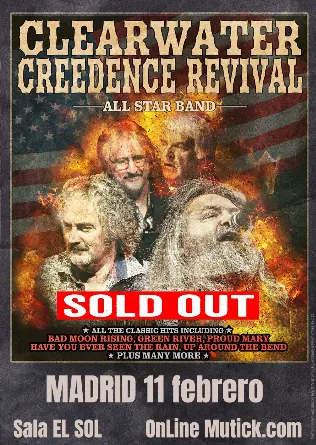 CLEARWATER
CREEDENCE REVIVAL
ALL STAR BAND
SOLD OUT
★ ALL THE CLASSIC HITS INCLUDING ★
BAD MOON RISING, GREEN RIVER, PROUD MARY
HAVE YOU EVER SEEN THE RAIN, UP AROUND THE BEND
★ PLUS MANY MORE ★
MADRID 11 febrero
Sala EL SOL OnLine Mutick.com